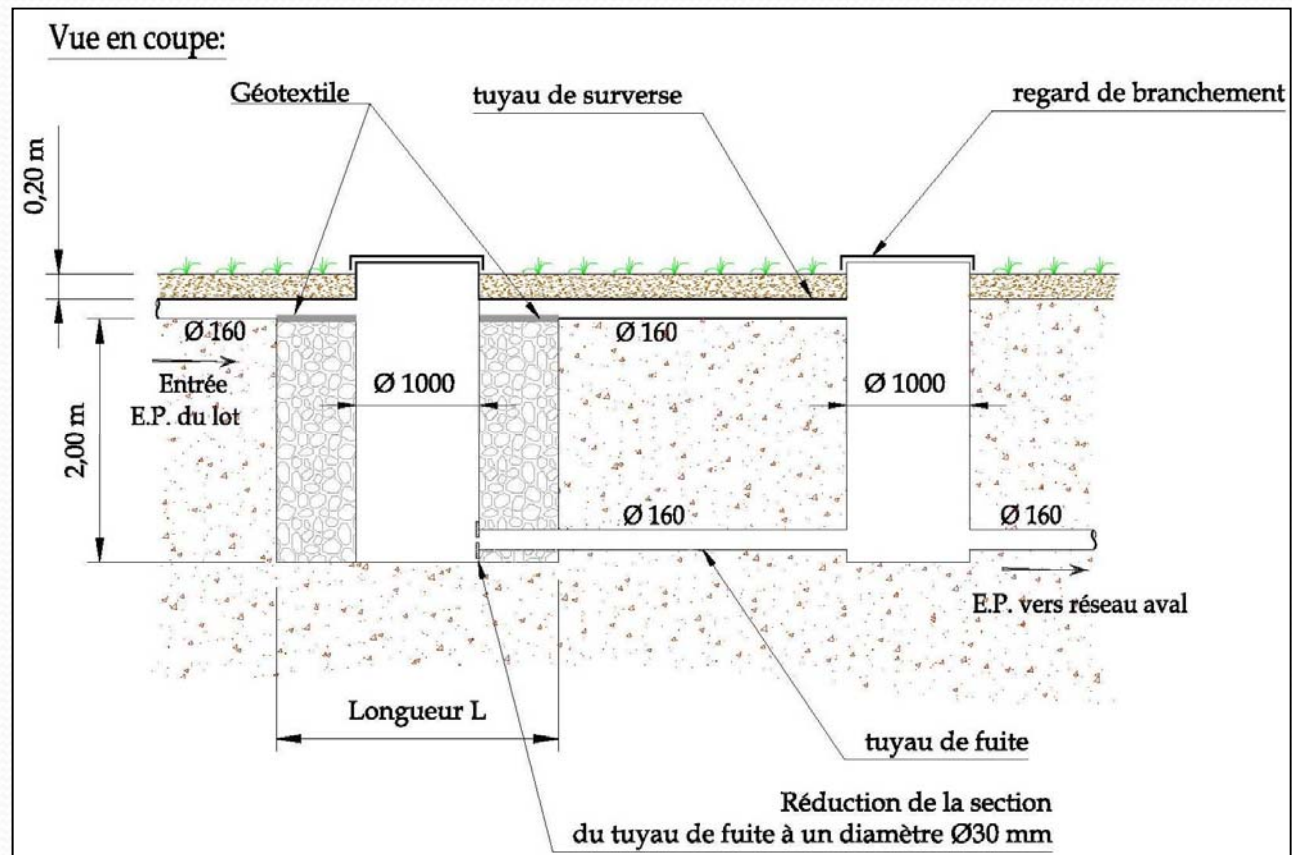 Vue en coupe:
Géotextile
tuyau de surverse
regard de branchement
0,20 m
Ø 160
Ø 160
Entrée
E.P. du lot
Ø 1000
Ø 1000
2,00 m
Ø 160
Ø 160
E.P. vers réseau aval
Longueur L
tuyau de fuite
Réduction de la section
du tuyau de fuite à un diamètre Ø30 mm